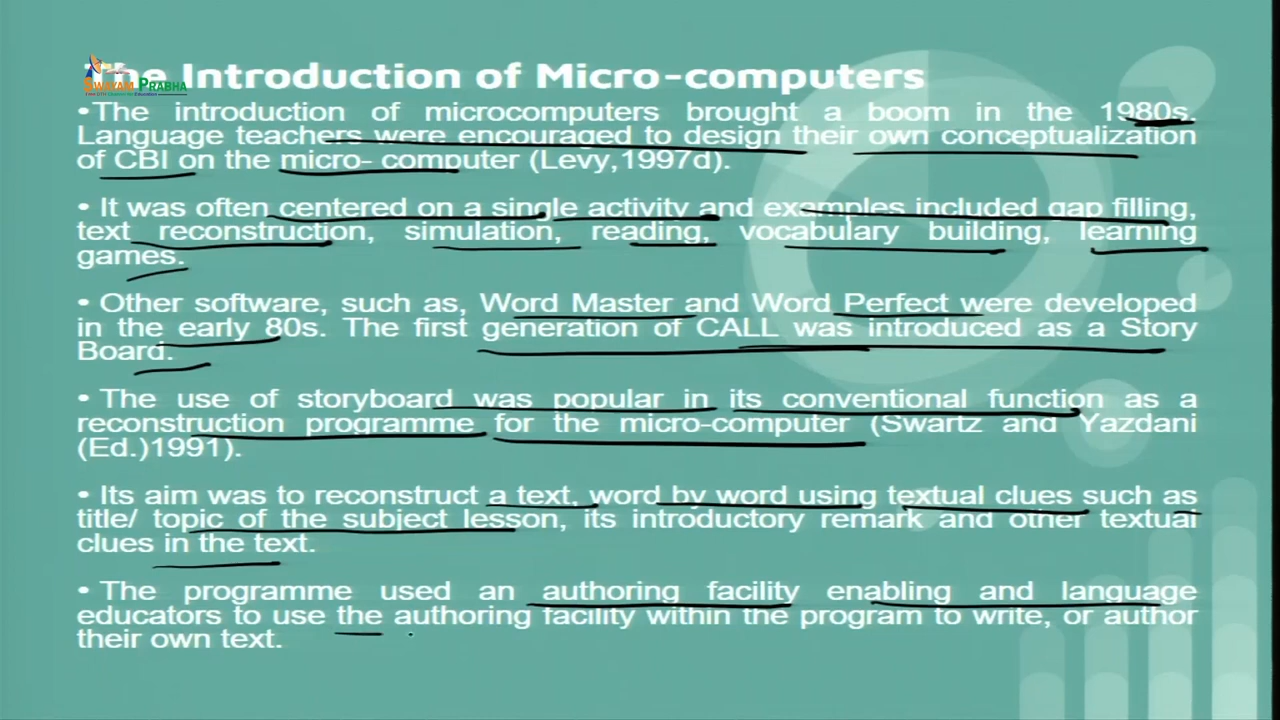 The Introduction of Micro-computers
SWAYAM PRABHA
•The introduction of microcomputers brought a boom in the 1980s.
Language teachers were encouraged to design their own conceptualization
of CBI on the micro- computer (Levy,1997d).
• It was often centered on a single activity and examples included gap filling,
text reconstruction, simulation, reading, vocabulary building, learning
games.
• Other software, such as, Word Master and Word Perfect were developed
in the early 80s. The first generation of CALL was introduced as a Story
Board.
• The use of storyboard was popular in its conventional function as a
reconstruction programme for the micro-computer (Swartz and Yazdani
(Ed.)1991).
• Its aim was to reconstruct a text, word by word using textual clues such as
title/ topic of the subject lesson, its introductory remark and other textual
clues in the text.
• The programme used an authoring facility enabling and language
educators to use the authoring facility within the program to write, or author
their own text.